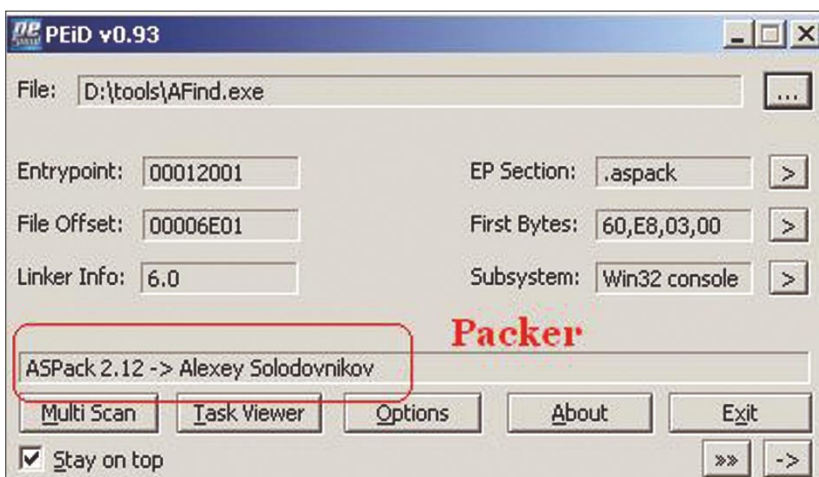 PEiD v0.93
File: D:\tools\AFind.exe ...
Entrypoint: 00012001 EP Section: .aspack >
File Offset: 00006E01 First Bytes: 60,E8,03,00 >
Linker Info: 6.0 Subsystem: Win32 console >
Packer
ASPack 2.12 -> Alexey Solodovnikov
Multi Scan Task Viewer Options About Exit
Stay on top »» ->